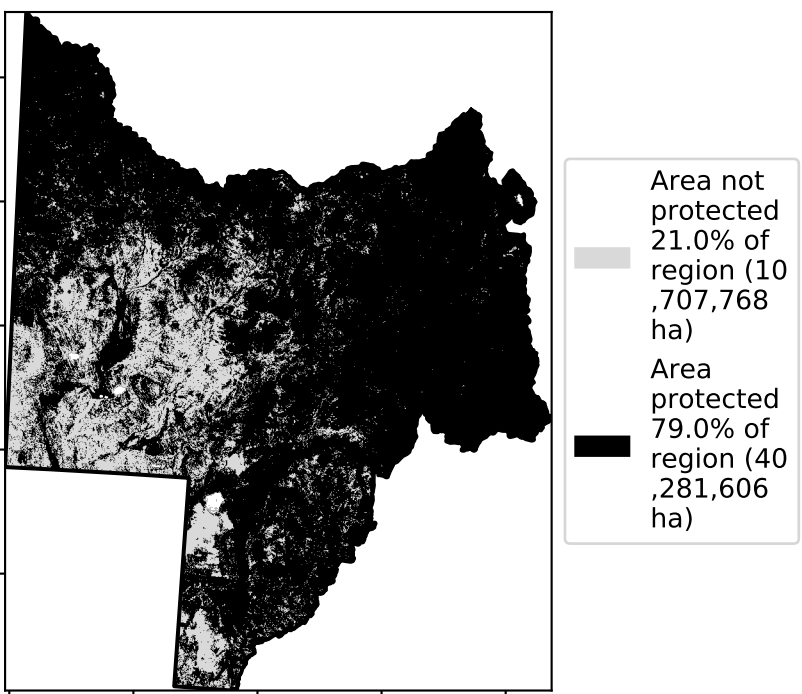 Area not
protected
21.0% of
region (10
,707,768
ha)
Area
protected
79.0% of
region (40
,281,606
ha)